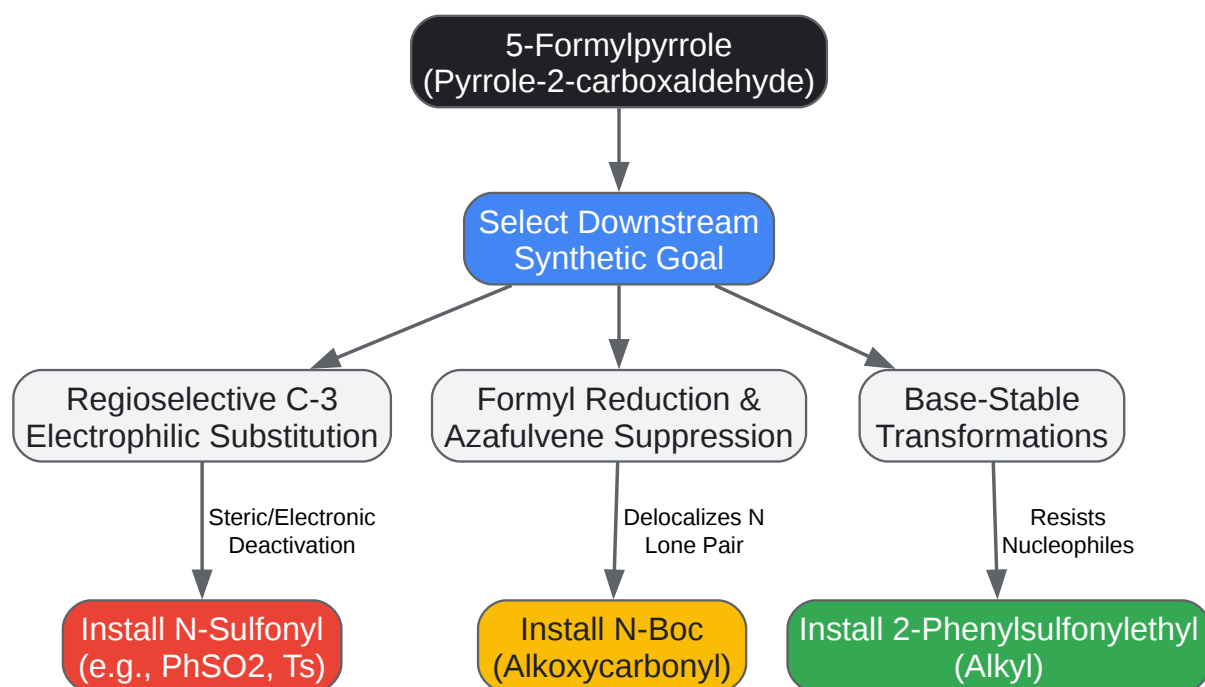 5-Formylpyrrole
(Pyrrole-2-carboxaldehyde)
Select Downstream
Synthetic Goal
Regioselective C-3
Electrophilic Substitution
Formyl Reduction &
Azafulvene Suppression
Base-Stable
Transformations
Steric/Electronic
Deactivation
Delocalizes N
Lone Pair
Resists
Nucleophiles
Install N-Sulfonyl
(e.g., PhSO2, Ts)
Install N-Boc
(Alkoxycarbonyl)
Install 2-Phenylsulfonylethyl
(Alkyl)